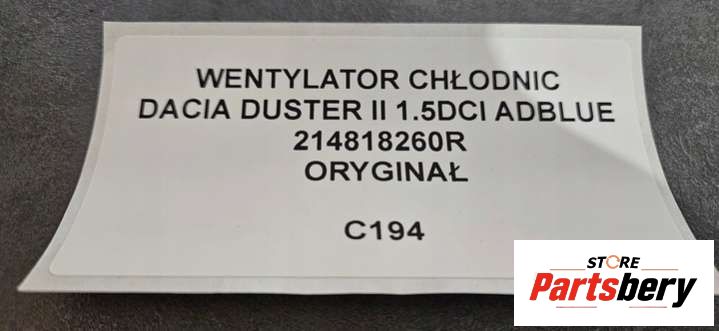 WENTYLATOR CHŁODNIC
DACIA DUSTER II 1.5DCI ADBLUE
214818260R
ORYGINAŁ
C194
STORE
Partsbery